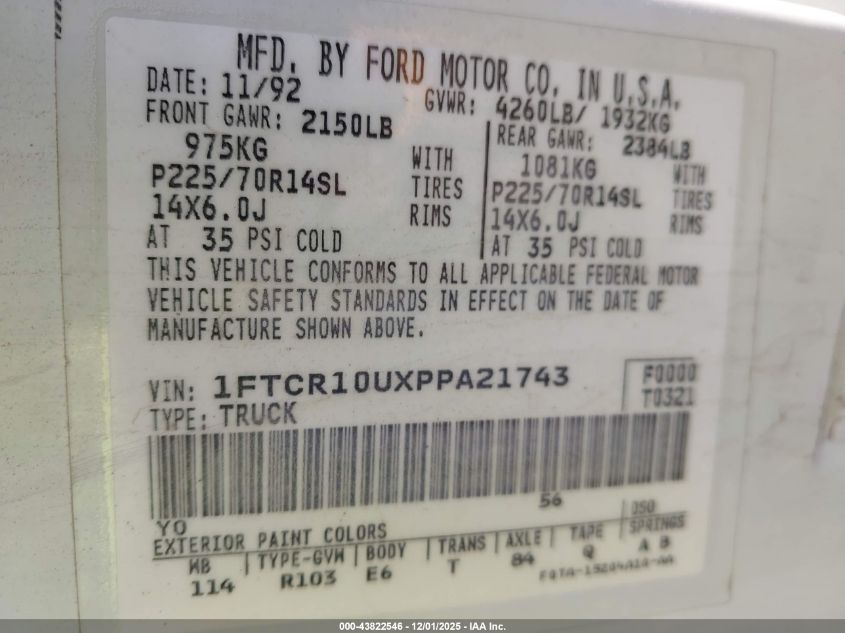 MFD. BY FORD MOTOR CO. IN U.S.A.
DATE: 11/92 GVWR: 4260LB/ 1932KG
FRONT GAWR: 2150LB REAR GAWR: 2384LB
975KG WITH 1081KG WITH
P225/70R14SL TIRES P225/70R14SL TIRES
14X6.0J RIMS 14X6.0J RIMS
AT 35 PSI COLD AT 35 PSI COLD
THIS VEHICLE CONFORMS TO ALL APPLICABLE FEDERAL MOTOR
VEHICLE SAFETY STANDARDS IN EFFECT ON THE DATE OF
MANUFACTURE SHOWN ABOVE.
VIN: 1FTCR10UXPPA21743 F0000
TYPE: TRUCK T0321
56
YO DSO
EXTERIOR PAINT COLORS
WB TYPE-GVW BODY TRANS AXLE TAPE SPRINGS
114 R103 E6 T 84 Q A B
000-43822546 - 12/01/2025 - IAA Inc.